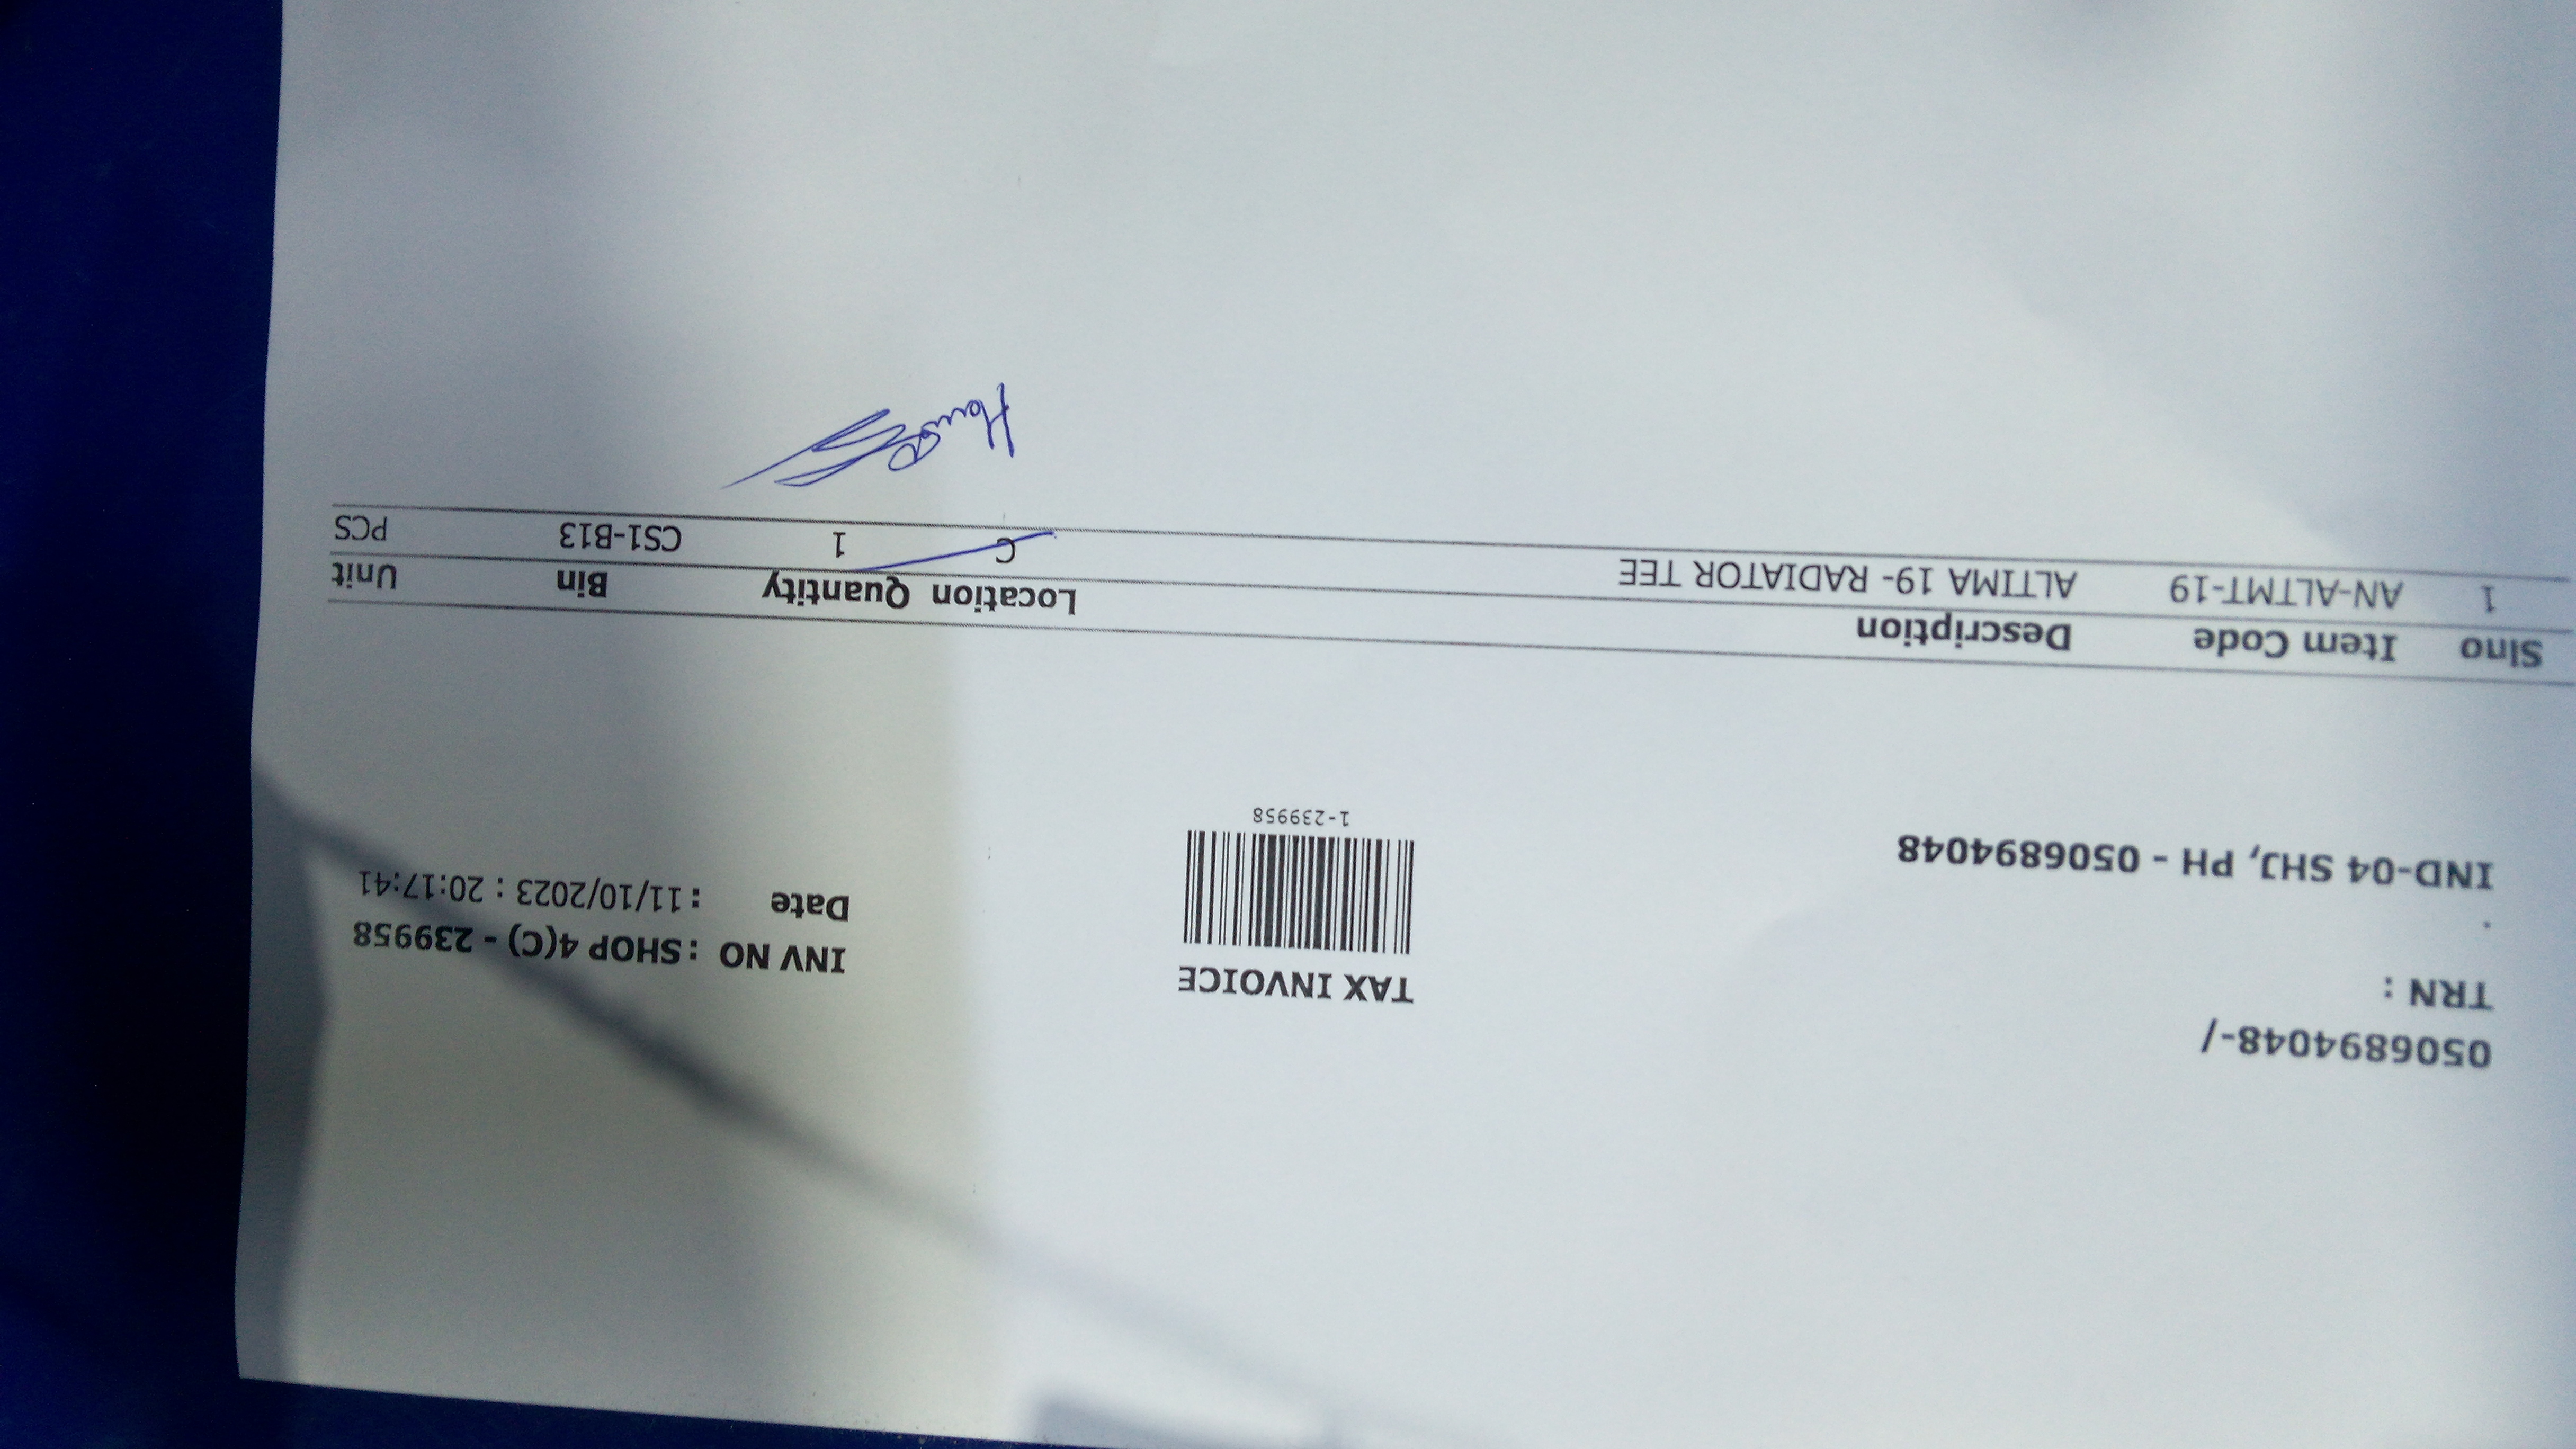 0506894048-/
TRN :
.
IND-04 SHJ, PH - 0506894048
TAX INVOICE
1-239958
INV NO : SHOP 4(C) - 239958
Date : 11/10/2023 : 20:17:41
Slno Item Code Description Location Quantity Bin Unit
1 AN-ALTMT-19 ALTIMA 19- RADIATOR TEE C 1 CS1-B13 PCS